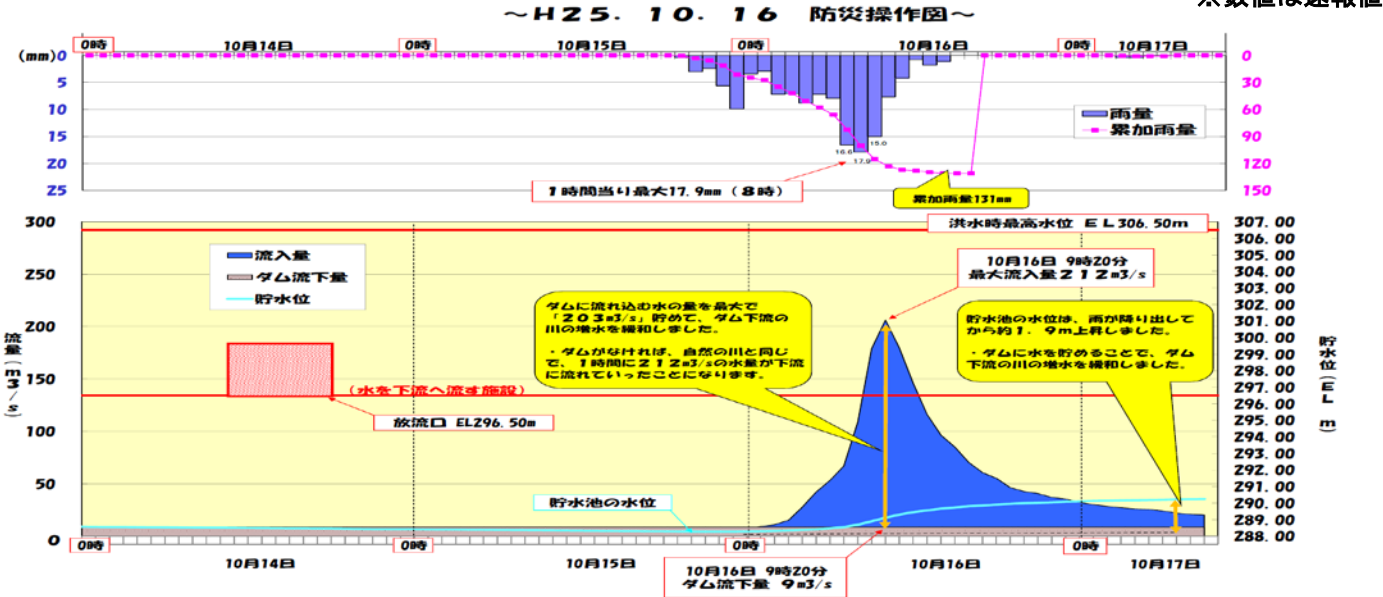 ～H25. 10. 16 防災操作図～
※数値は速報値
0時 10月14日 0時 10月15日 0時 10月16日 0時 10月17日
(mm)0
5
10
15
20
25
0
30
60
90
120
150
雨量
累加雨量
16.6
17.9
15.0
1時間当り最大17.9mm（8時）
累加雨量131mm
300
250
200
150
100
50
0
流量(m3/s)
流入量
ダム流下量
貯水位
洪水時最高水位 EL306.50m
10月16日 9時20分
最大流入量212m3/s
ダムに流れ込む水の量を最大で
「203m3/s」貯めて、ダム下流の
川の増水を緩和しました。
・ダムがなければ、自然の川と同じ
で、1時間に212m3/sの水量が下流
に流れていったことになります。
貯水池の水位は、雨が降り出して
から約1.9m上昇しました。
・ダムに水を貯めることで、ダム
下流の川の増水を緩和しました。
(水を下流へ流す施設)
放流口 EL296.50m
貯水池の水位
307.00
306.00
305.00
304.00
303.00
302.00
301.00
300.00
299.00
298.00
297.00
296.00
295.00
294.00
293.00
292.00
291.00
290.00
289.00
288.00
貯水位(EL m)
0時 0時 0時 0時
10月14日 10月15日 10月16日 10月17日
10月16日 9時20分
ダム流下量 9m3/s